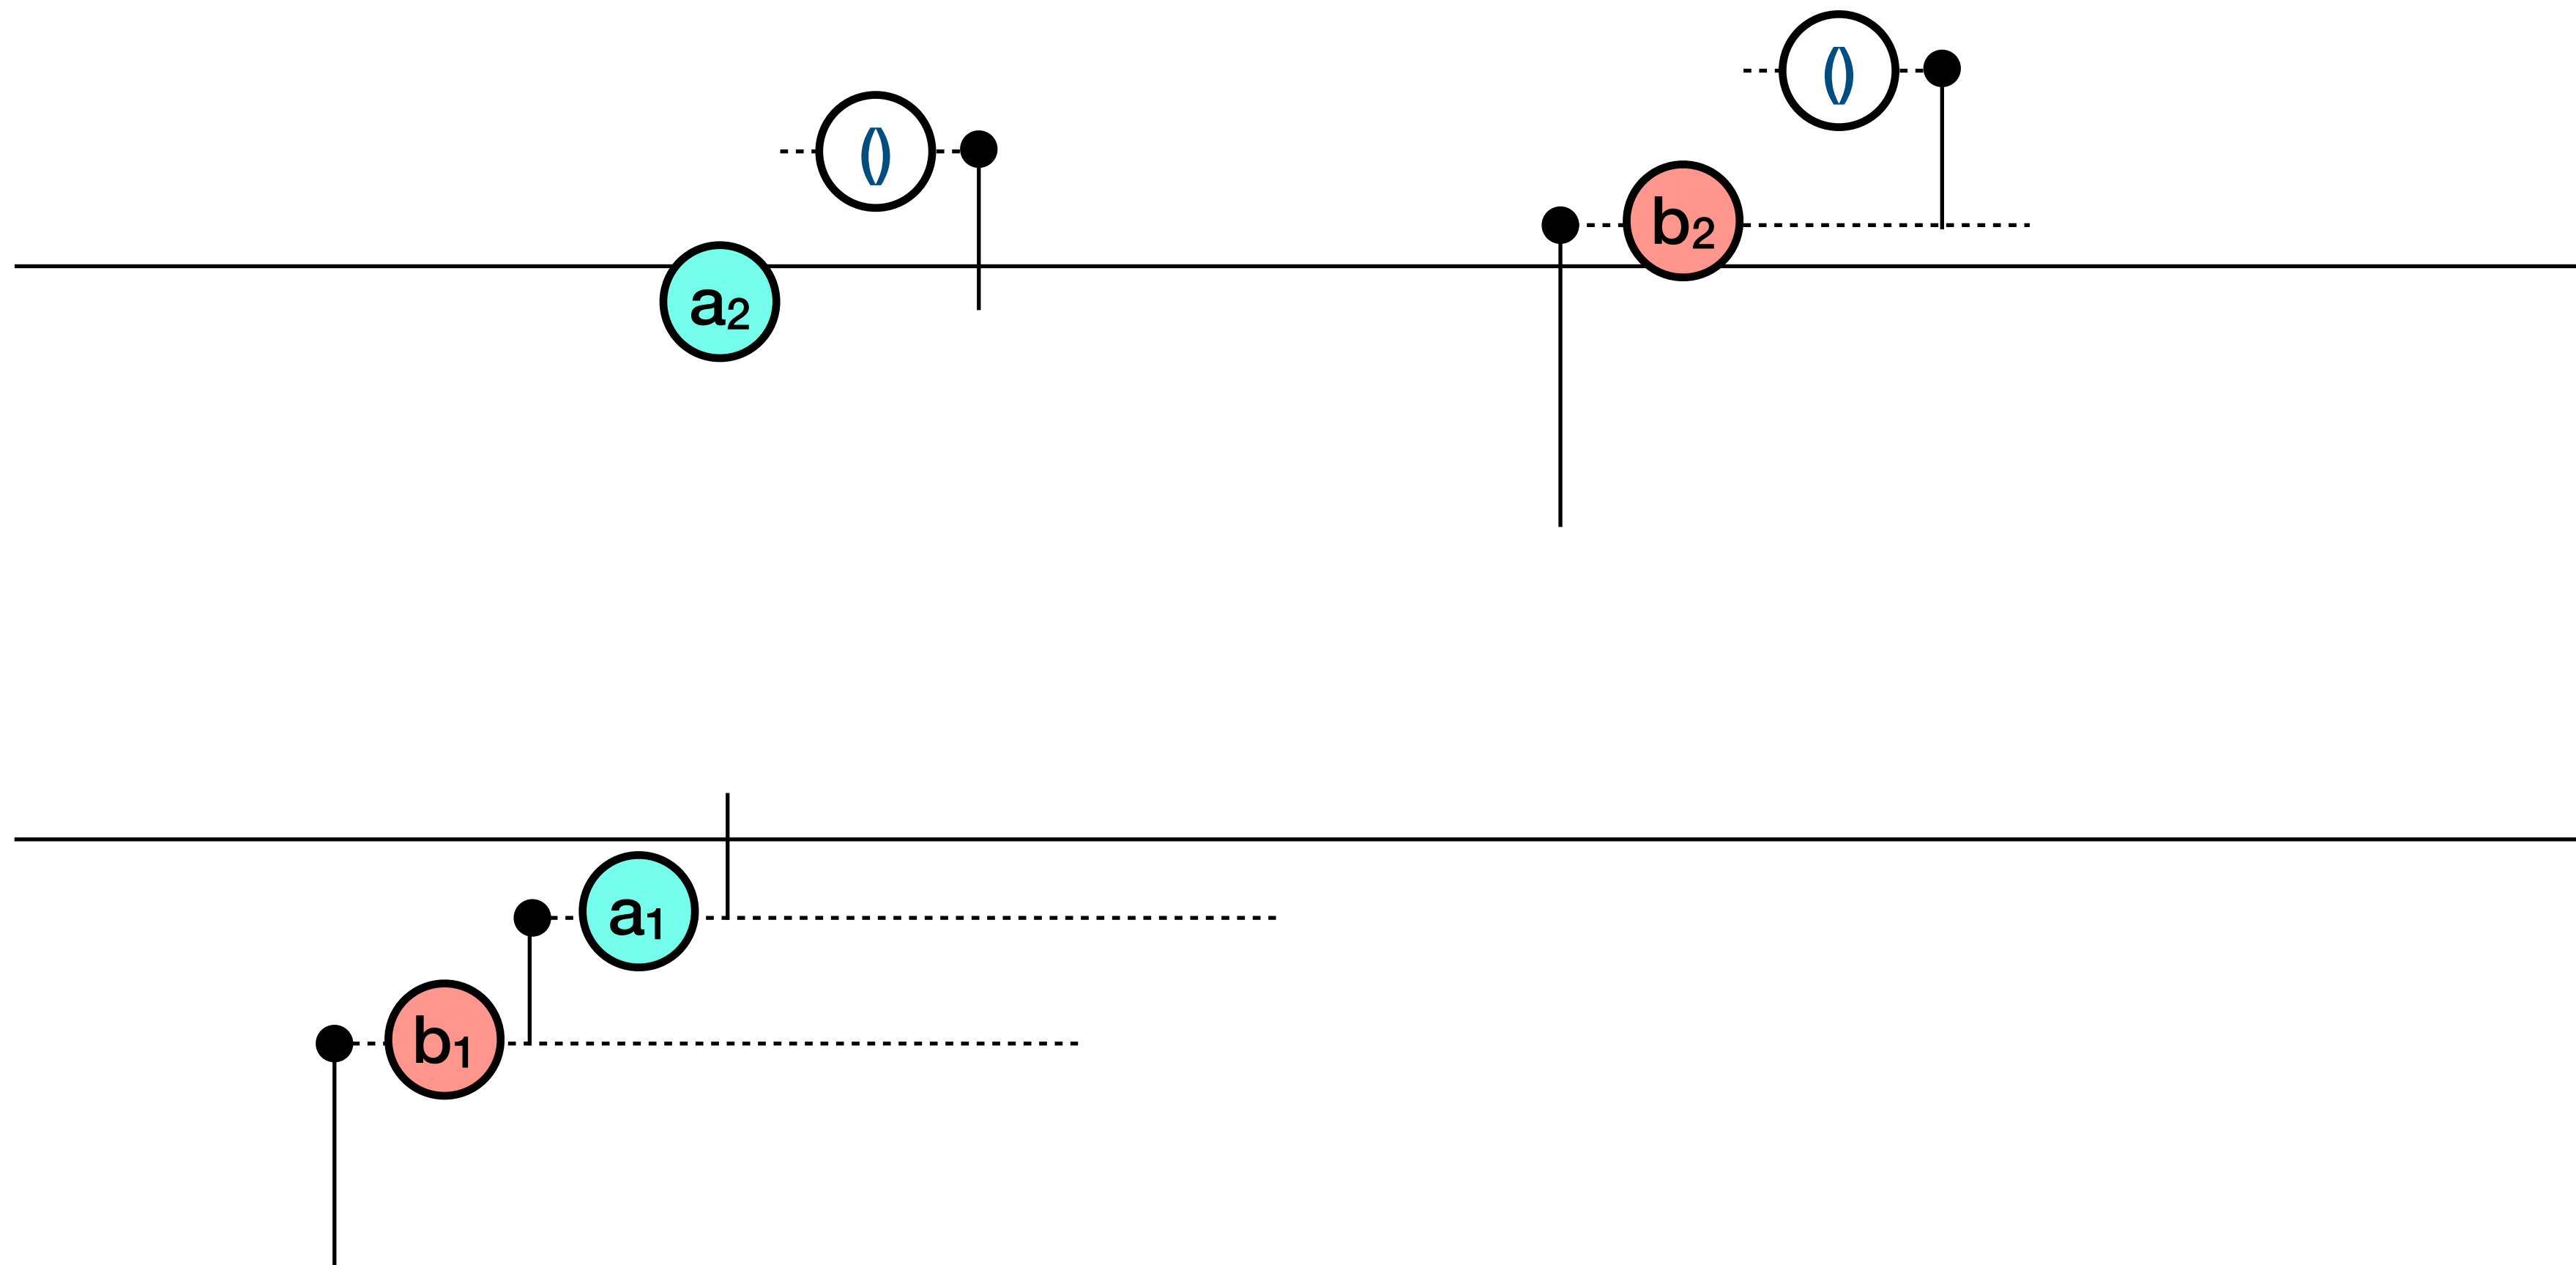 ()
()
b₂
a₂
a₁
b₁